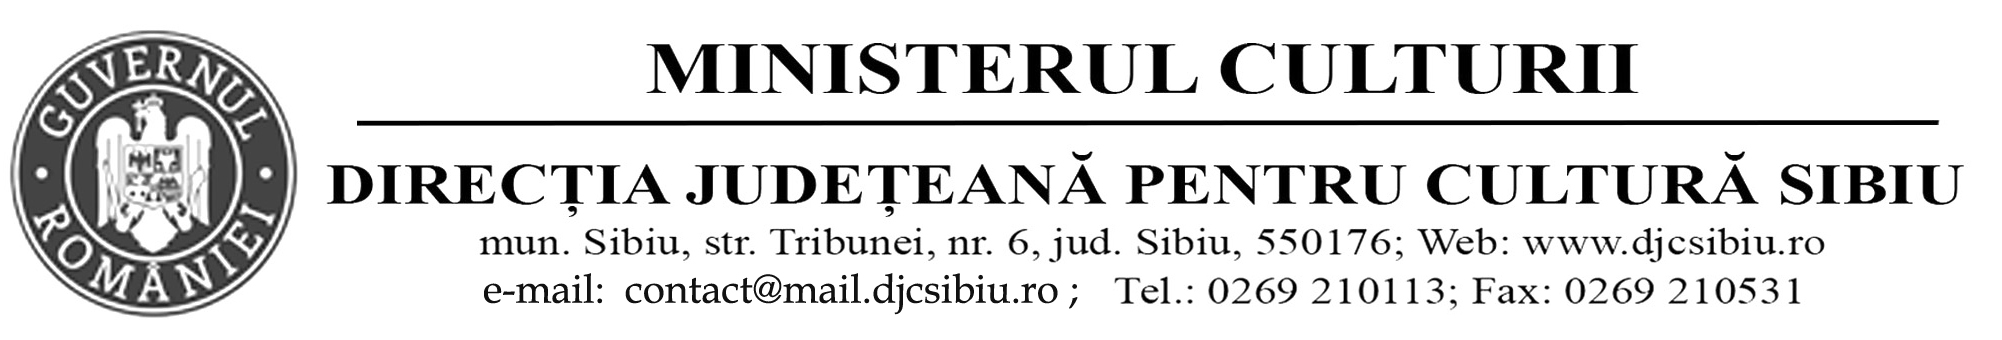 GUVERNUL ROMÂNIEI
MINISTERUL CULTURII
DIRECȚIA JUDEȚEANĂ PENTRU CULTURĂ SIBIU
mun. Sibiu, str. Tribunei, nr. 6, jud. Sibiu, 550176; Web: www.djcsibiu.ro
e-mail: contact@mail.djcsibiu.ro ; Tel.: 0269 210113; Fax: 0269 210531